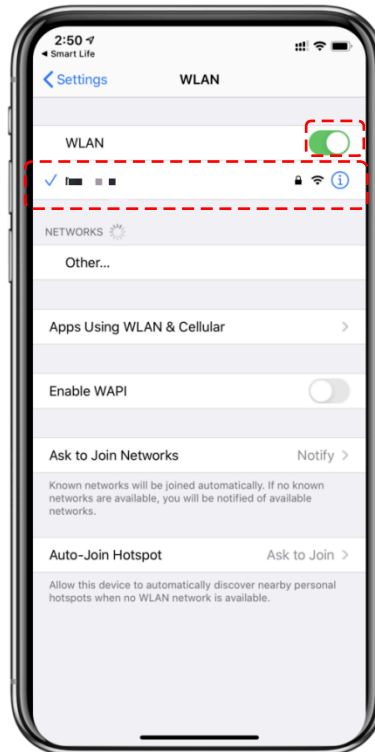 2:50
Smart Life
Settings
WLAN
WLAN
NETWORKS
Other...
Apps Using WLAN & Cellular
Enable WAPI
Ask to Join Networks
Notify
Known networks will be joined automatically. If no known
networks are available, you will be notified of available
networks.
Auto-Join Hotspot
Ask to Join
Allow this device to automatically discover nearby personal
hotspots when no WLAN network is available.